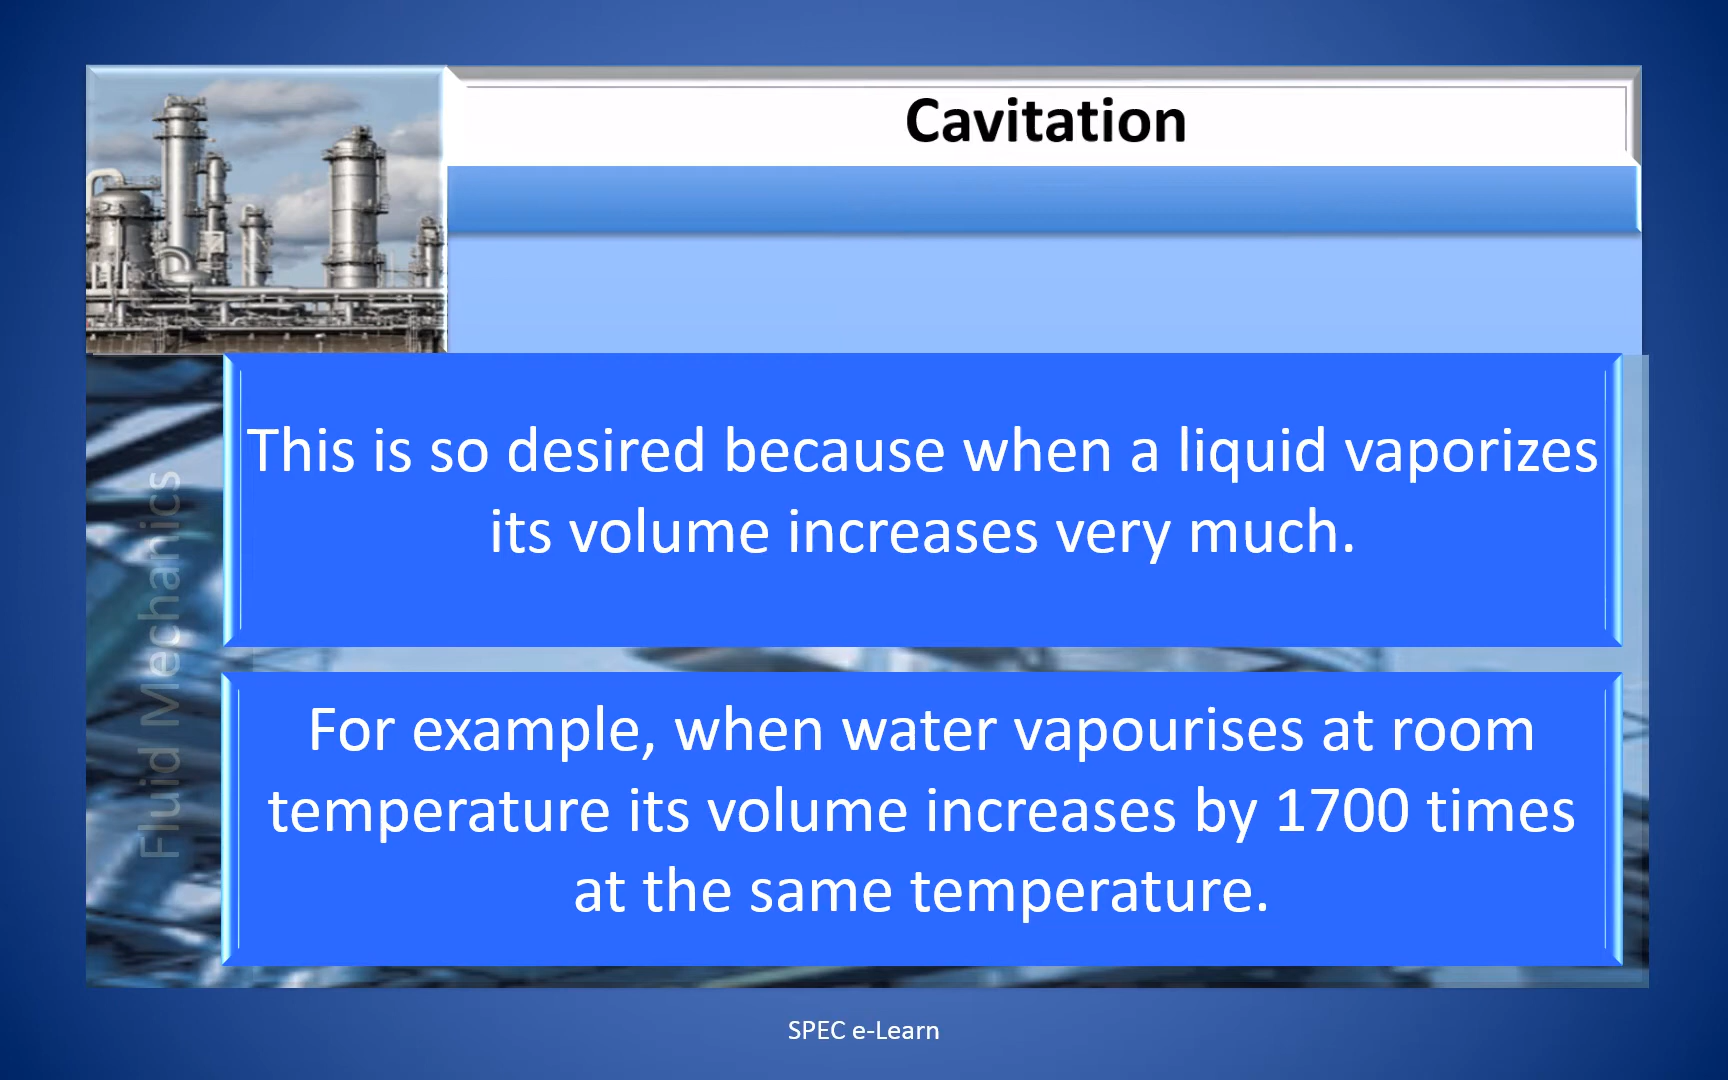 Cavitation
This is so desired because when a liquid vaporizes
its volume increases very much.
Fluid Mechanics
For example, when water vapourises at room
temperature its volume increases by 1700 times
at the same temperature.
SPEC e-Learn